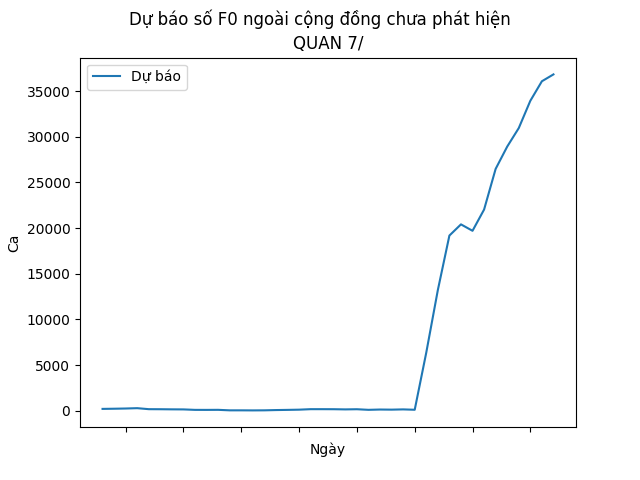 Dự báo số F0 ngoài cộng đồng chưa phát hiện
QUAN 7/
Dự báo
35000
30000
25000
20000
15000
10000
5000
0
Ca
Ngày